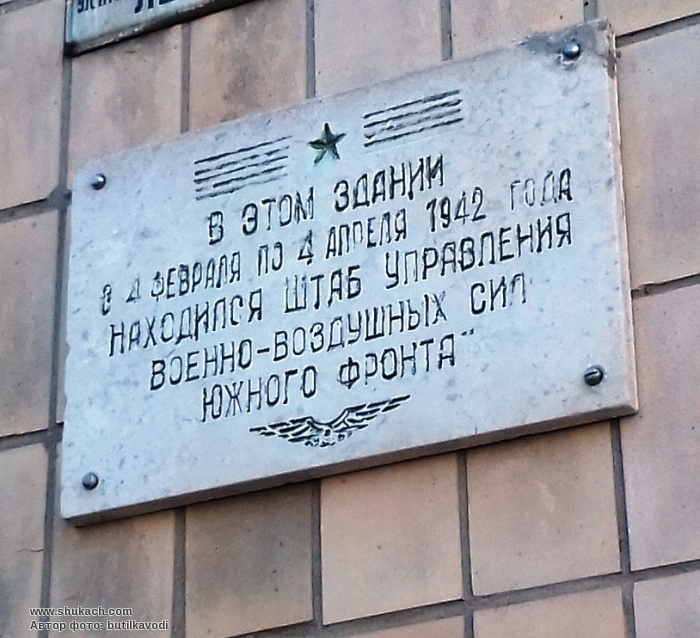 В ЭТОМ ЗДАНИИ
С 4 ФЕВРАЛЯ ПО 4 АПРЕЛЯ 1942 ГОДА
НАХОДИЛСЯ ШТАБ УПРАВЛЕНИЯ
ВОЕННО-ВОЗДУШНЫХ СИЛ
ЮЖНОГО ФРОНТА
www.shukach.com
Автор фото: butilkavodi